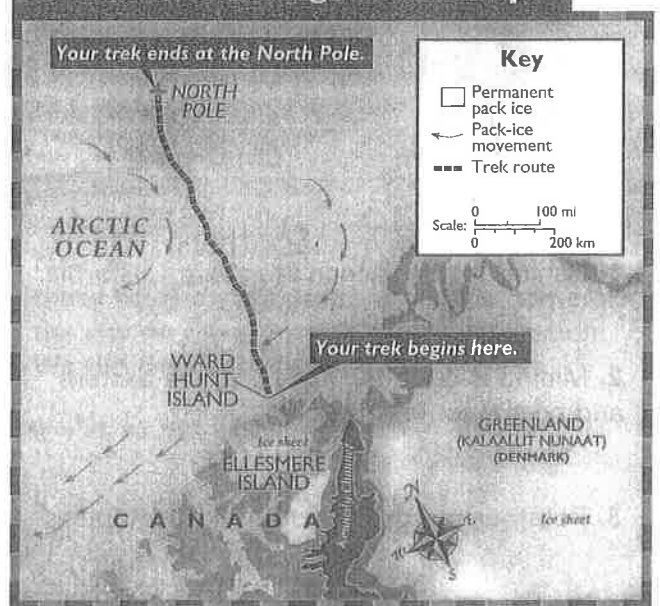 Your trek ends at the North Pole.
NORTH
POLE
Key
Permanent
pack ice
Pack-ice
movement
Trek route
Scale:
0 100 mi
0 200 km
ARCTIC
OCEAN
Your trek begins here.
WARD
HUNT
ISLAND
GREENLAND
(KALAALLIT NUNAAT)
(DENMARK)
Ice sheet
ELLESMERE
ISLAND
CANADA
Ice sheet
N
W
S